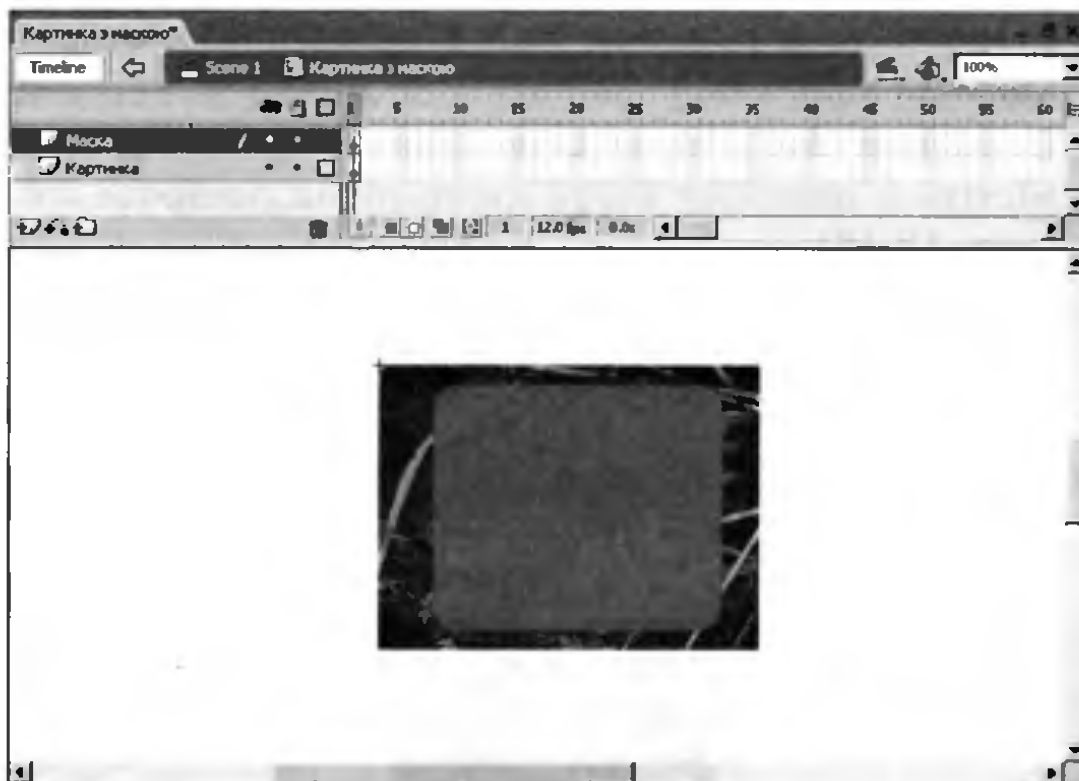 Картинка з маскою*
Timeline Scene 1 Картинка з маскою 100%
1 5 10 15 20 25 30 35 40 45 50 55 60
Маска
Картинка
1 12.0 fps 0.0s